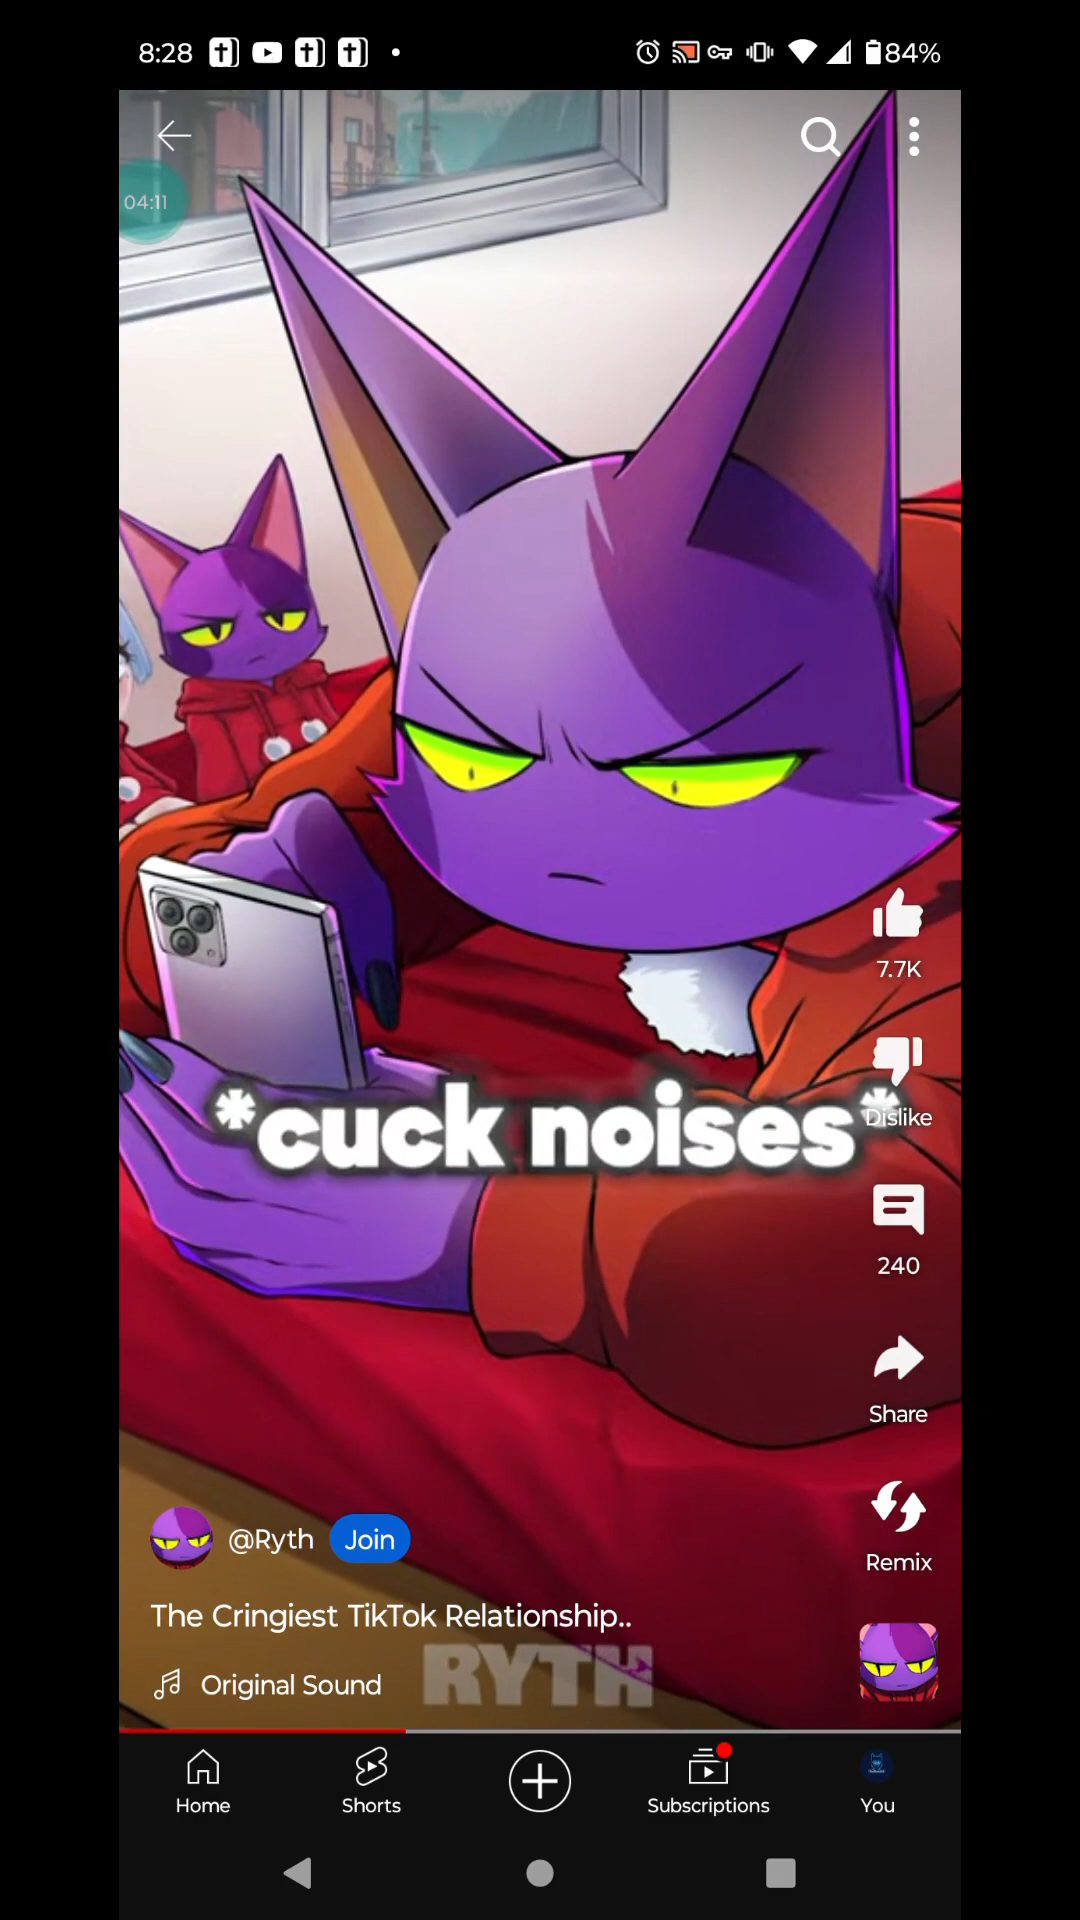 8:28
84%
04:11
7.7K
*cuck noises*
Dislike
240
Share
@Ryth
Join
Remix
The Cringiest TikTok Relationship..
RYTH
Original Sound
Home
Shorts
Subscriptions
You